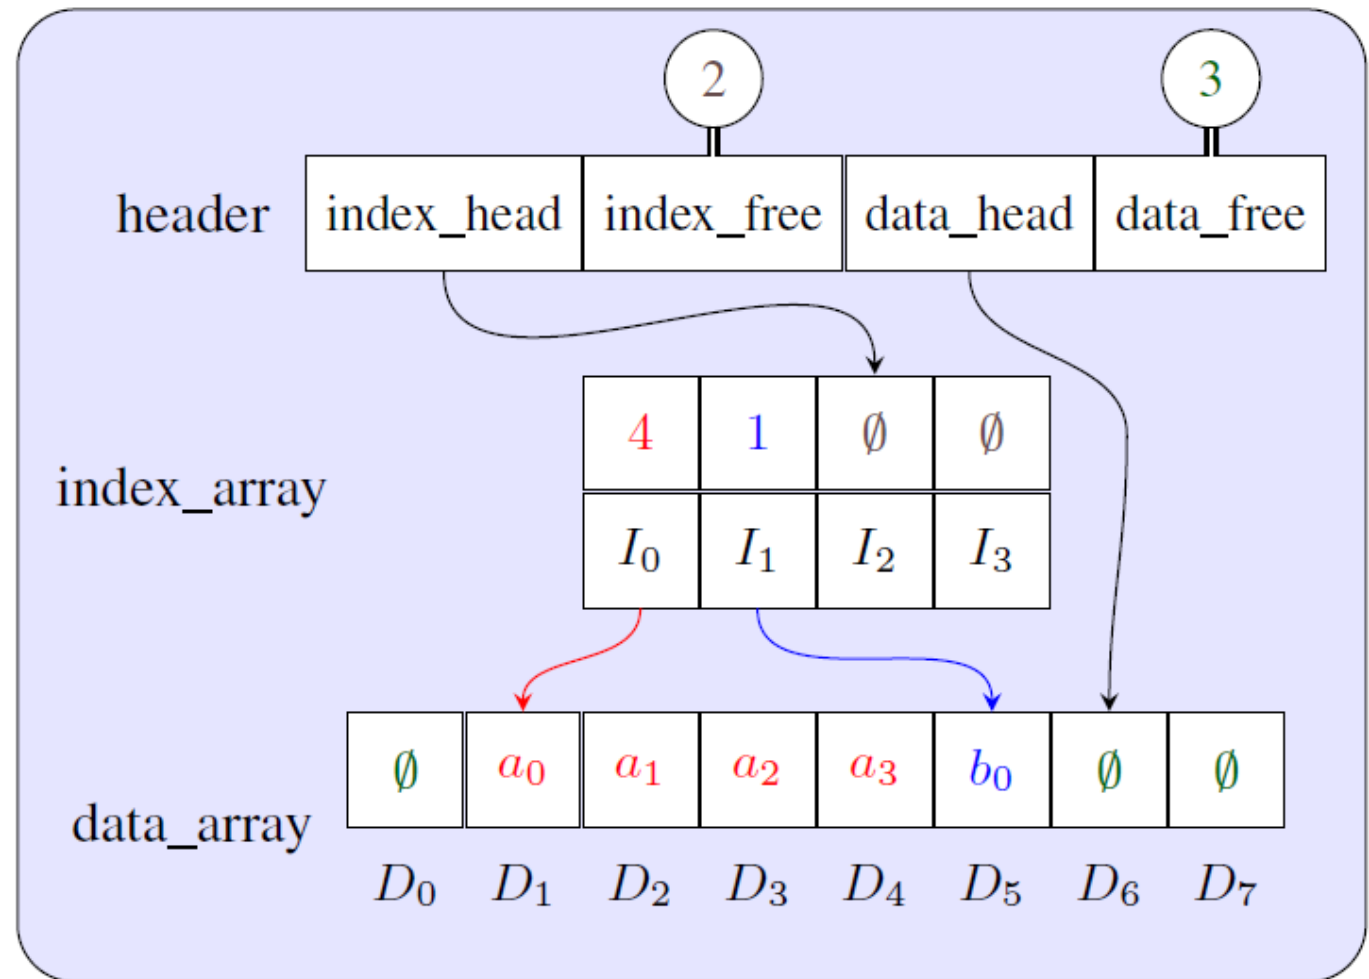 2 3
header index_head index_free data_head data_free
4 1 ∅ ∅
index_array
I₀ I₁ I₂ I₃
∅ a₀ a₁ a₂ a₃ b₀ ∅ ∅
data_array
D₀ D₁ D₂ D₃ D₄ D₅ D₆ D₇